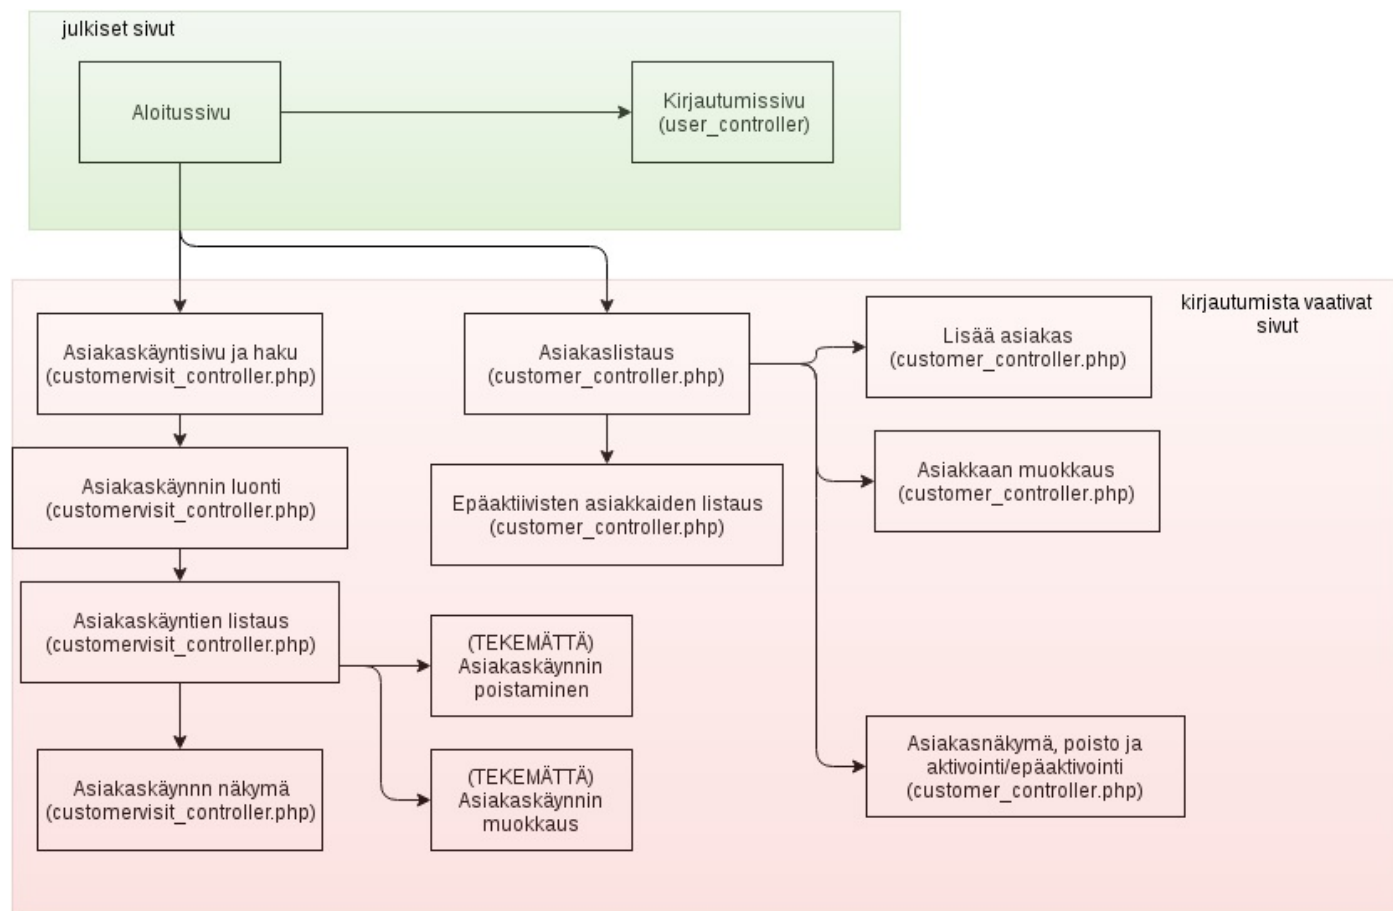 julkiset sivut
Aloitussivu
Kirjautumissivu
(user_controller)
kirjautumista vaativat
sivut
Asiakaskäyntisivu ja haku
(customervisit_controller.php)
Asiakaslistaus
(customer_controller.php)
Lisää asiakas
(customer_controller.php)
Asiakaskäynnin luonti
(customervisit_controller.php)
Epäaktiivisten asiakkaiden listaus
(customer_controller.php)
Asiakkaan muokkaus
(customer_controller.php)
Asiakaskäyntien listaus
(customervisit_controller.php)
(TEKEMÄTTÄ)
Asiakaskäynnin
poistaminen
Asiakaskäynnn näkymä
(customervisit_controller.php)
(TEKEMÄTTÄ)
Asiakaskäynnin
muokkaus
Asiakasnäkymä, poisto ja
aktivointi/epäaktivointi
(customer_controller.php)